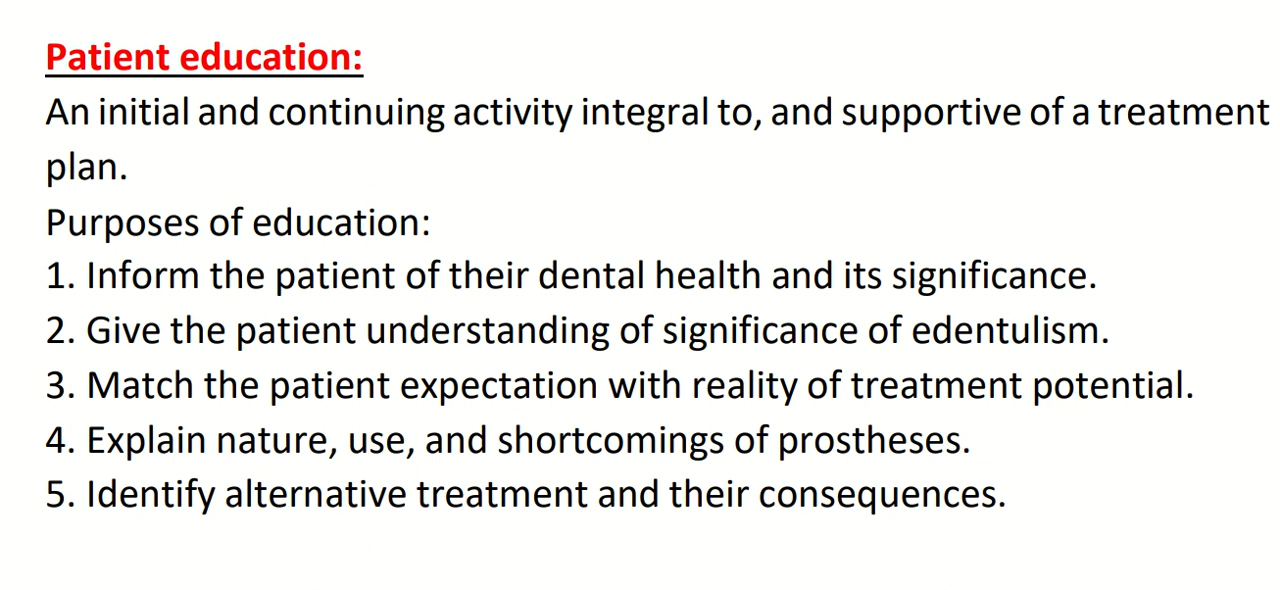 Patient education:
An initial and continuing activity integral to, and supportive of a treatment
plan.
Purposes of education:
1. Inform the patient of their dental health and its significance.
2. Give the patient understanding of significance of edentulism.
3. Match the patient expectation with reality of treatment potential.
4. Explain nature, use, and shortcomings of prostheses.
5. Identify alternative treatment and their consequences.